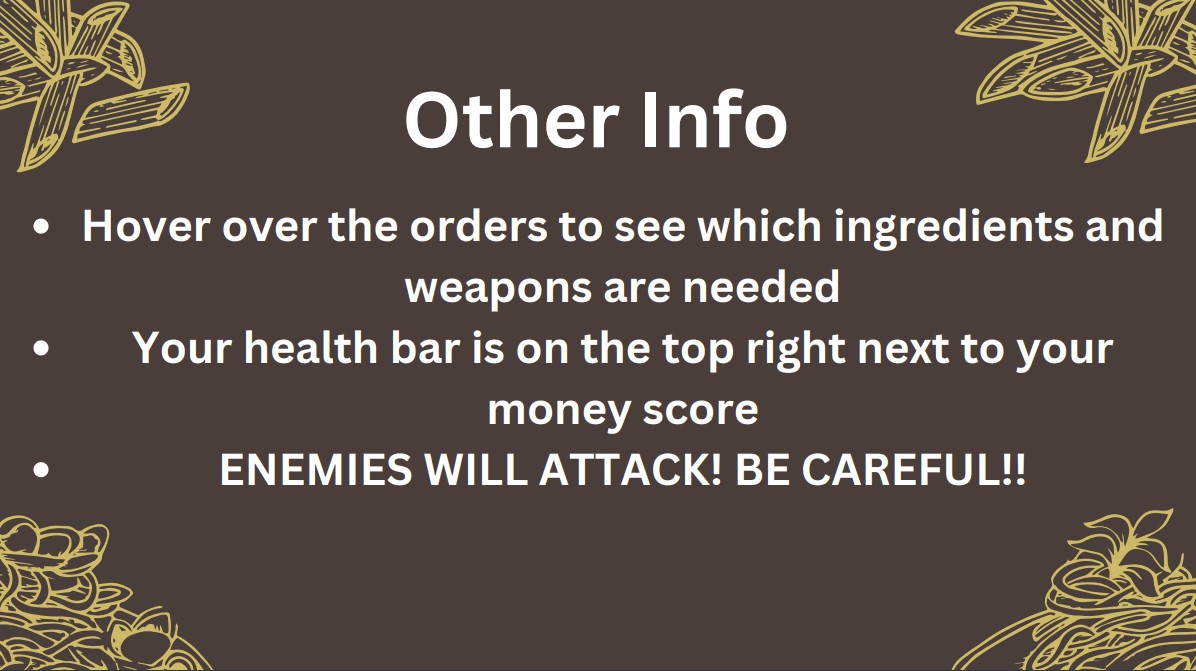 Other Info
• Hover over the orders to see which ingredients and
weapons are needed
• Your health bar is on the top right next to your
money score
• ENEMIES WILL ATTACK! BE CAREFUL!!